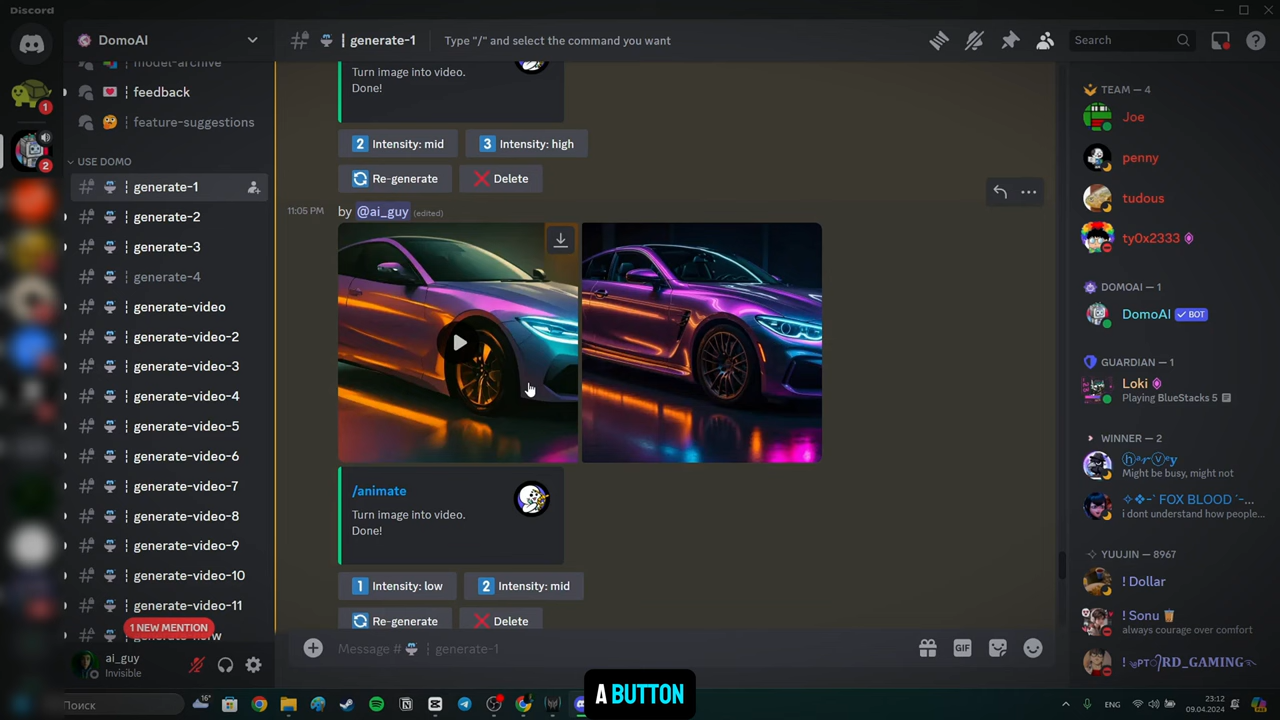 Discord
DomoAI
generate-1
Type "/" and select the command you want
Search
model-archive
feedback
feature-suggestions
USE DOMO
generate-1
generate-2
generate-3
generate-4
generate-video
generate-video-2
generate-video-3
generate-video-4
generate-video-5
generate-video-6
generate-video-7
generate-video-8
generate-video-9
generate-video-10
generate-video-11
1 NEW MENTION
ai_guy
Invisible
1
2
Turn image into video.
Done!
2 Intensity: mid
3 Intensity: high
Re-generate
Delete
11:05 PM
by @ai_guy (edited)
/animate
Turn image into video.
Done!
1 Intensity: low
2 Intensity: mid
Re-generate
Delete
Message #
generate-1
GIF
TEAM — 4
Joe
penny
tudous
ty0x2333
DOMOAI — 1
DomoAI ✓ BOT
GUARDIAN — 1
Loki
Playing BlueStacks 5
WINNER — 2
ⓗᵃʳⓥᵉy
Might be busy, might not
FOX BLOOD
i dont understand how people...
YUUJIN — 8967
! Dollar
! Sonu
always courage over comfort
RD_GAMING
A BUTTON
Поиск
16°
ENG
23:12
09.04.2024